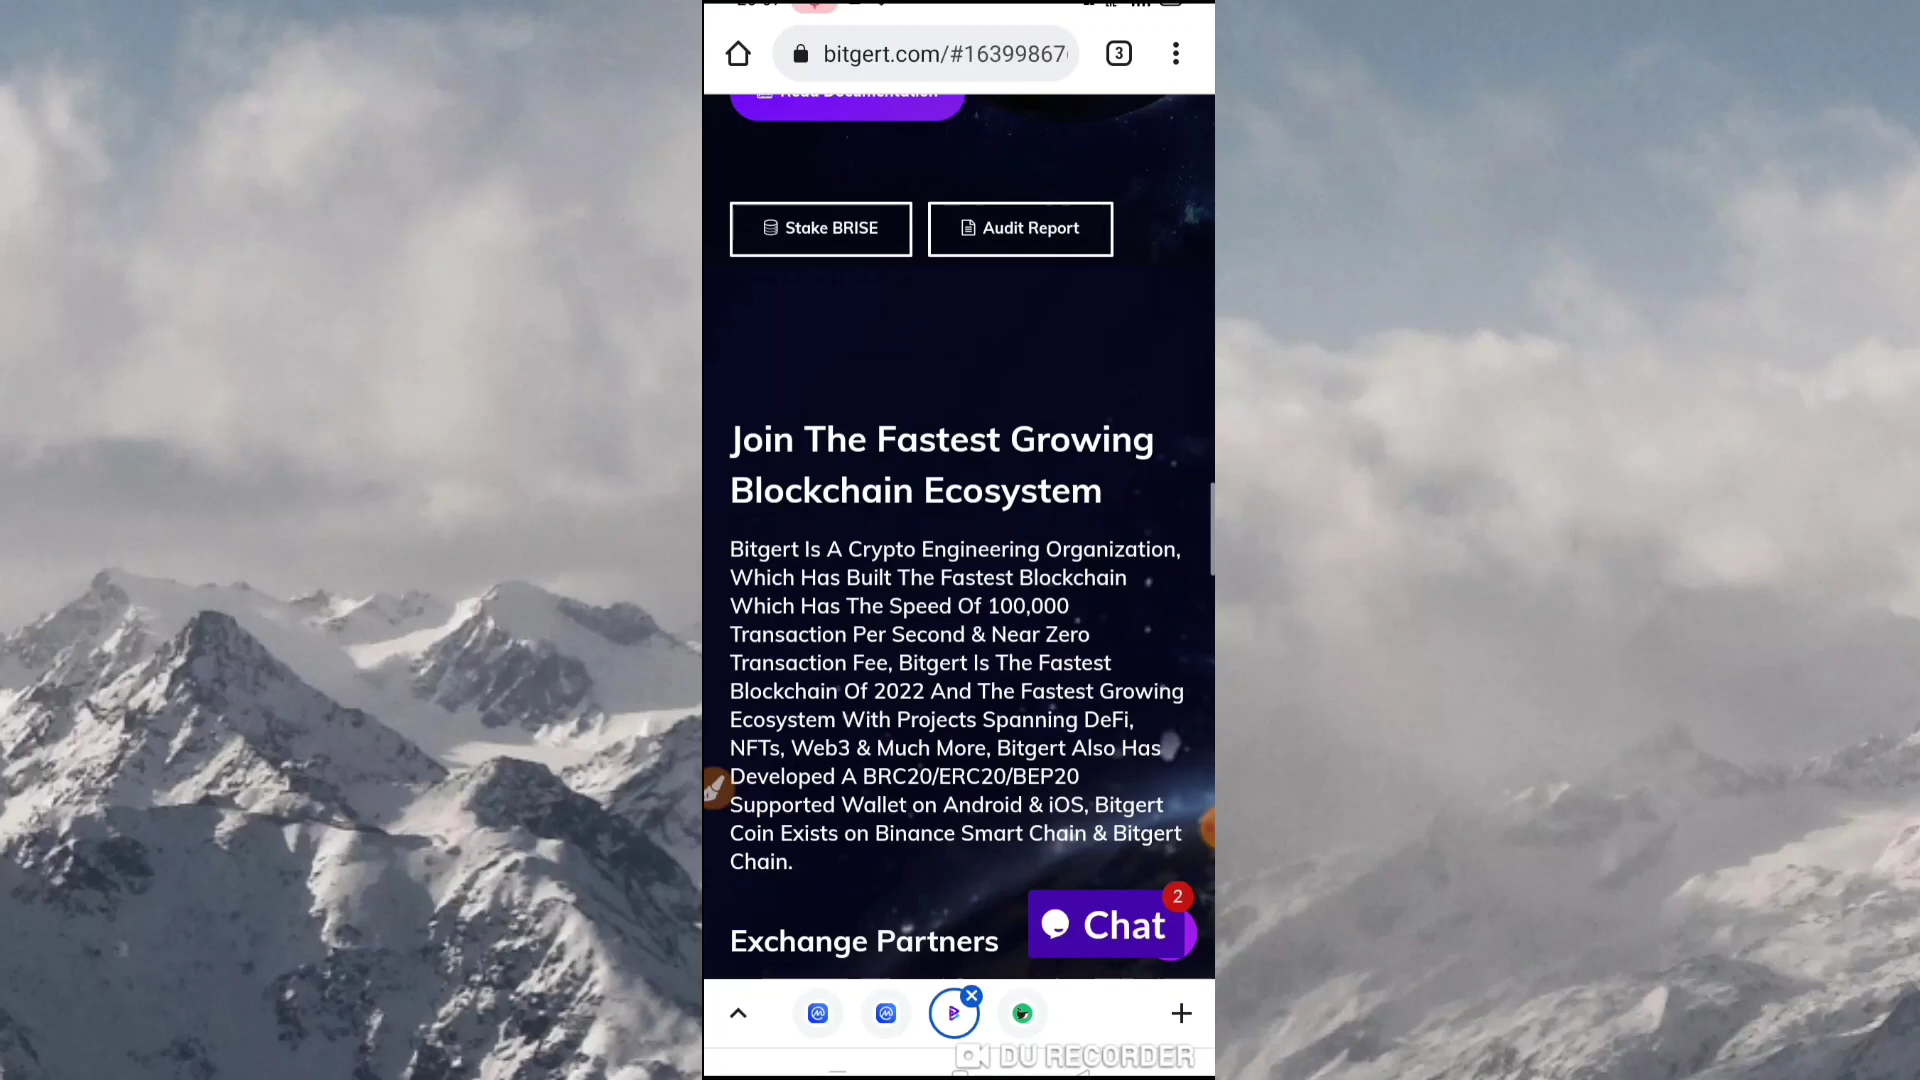 bitgert.com/#16399867
3
Read Documentation
Stake BRISE
Audit Report
Join The Fastest Growing
Blockchain Ecosystem
Bitgert Is A Crypto Engineering Organization,
Which Has Built The Fastest Blockchain
Which Has The Speed Of 100,000
Transaction Per Second & Near Zero
Transaction Fee, Bitgert Is The Fastest
Blockchain Of 2022 And The Fastest Growing
Ecosystem With Projects Spanning DeFi,
NFTs, Web3 & Much More, Bitgert Also Has
Developed A BRC20/ERC20/BEP20
Supported Wallet on Android & iOS, Bitgert
Coin Exists on Binance Smart Chain & Bitgert
Chain.
2
Chat
Exchange Partners
DU RECORDER